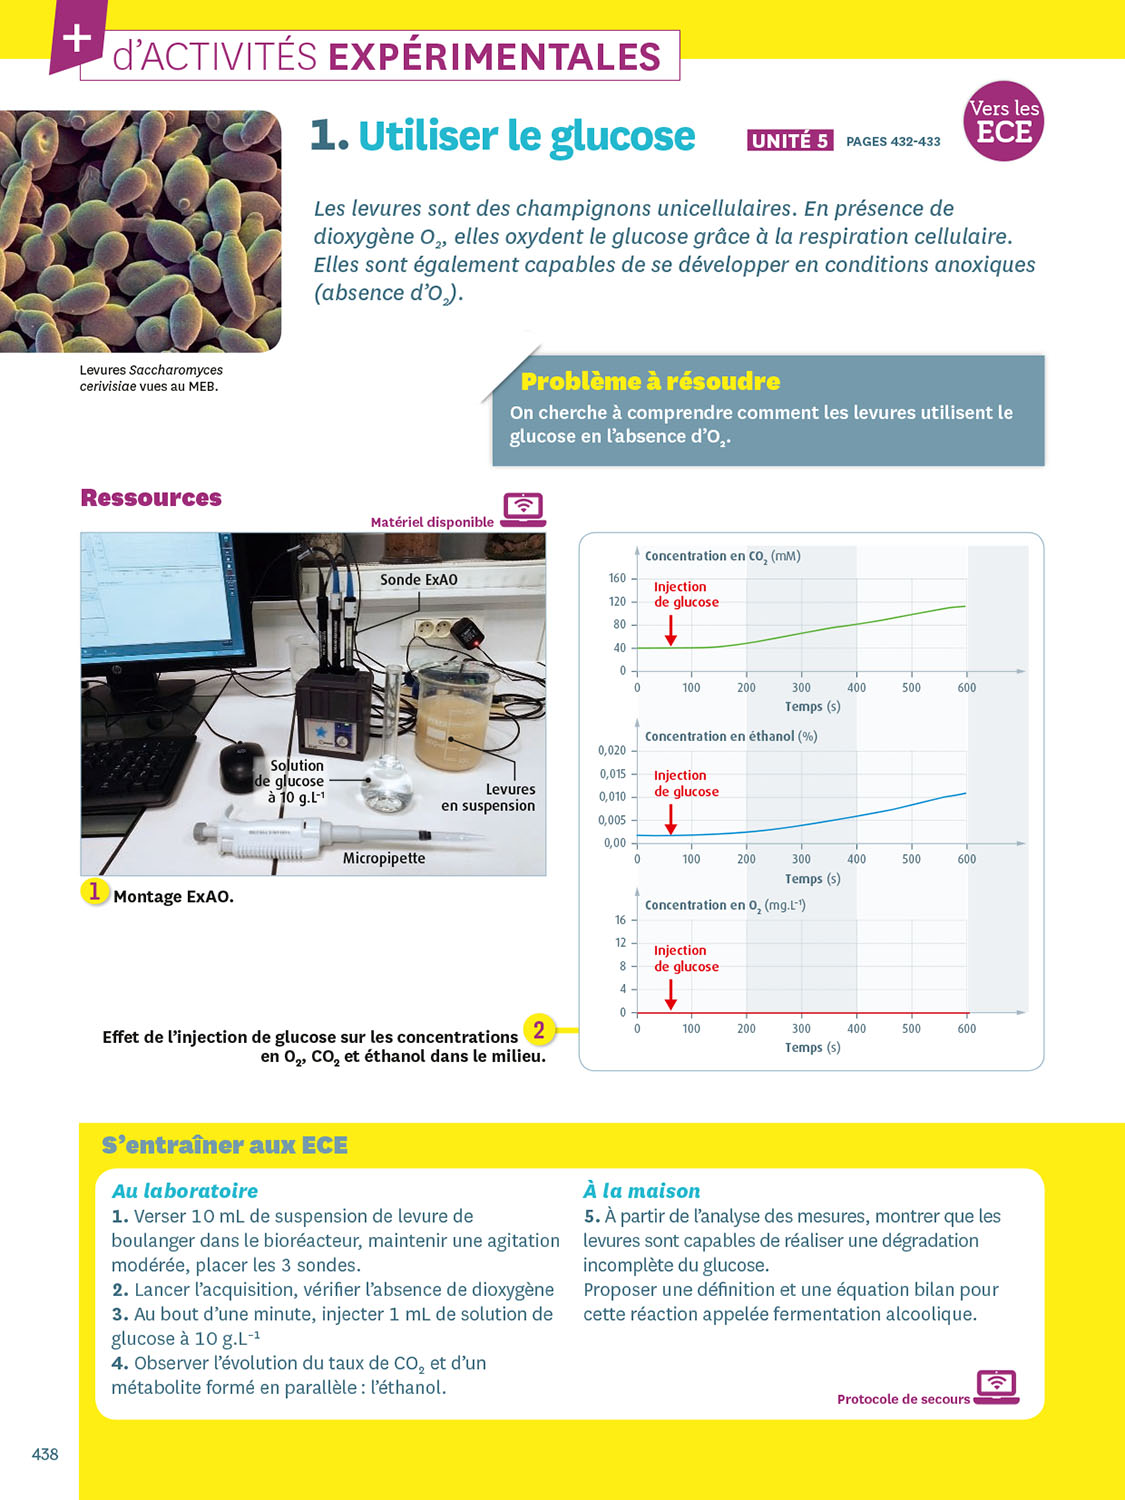 +
d'ACTIVITÉS EXPÉRIMENTALES
1. Utiliser le glucose
UNITÉ 5 PAGES 432-433
Vers les
ECE
Les levures sont des champignons unicellulaires. En présence de
dioxygène O₂, elles oxydent le glucose grâce à la respiration cellulaire.
Elles sont également capables de se développer en conditions anoxiques
(absence d'O₂).
Levures Saccharomyces
cerivisiae vues au MEB.
Problème à résoudre
On cherche à comprendre comment les levures utilisent le
glucose en l'absence d'O₂.
Ressources
Matériel disponible
Sonde ExAO
Solution
de glucose
à 10 g.L⁻¹
Levures
en suspension
Micropipette
1 Montage ExAO.
Concentration en CO₂ (mM)
160
120
80
40
0
Injection
de glucose
0 100 200 300 400 500 600
Temps (s)
Concentration en éthanol (%)
0,020
0,015
0,010
0,005
0,00
Injection
de glucose
0 100 200 300 400 500 600
Temps (s)
Concentration en O₂ (mg.L⁻¹)
16
12
8
4
0
Injection
de glucose
0 100 200 300 400 500 600
Temps (s)
Effet de l'injection de glucose sur les concentrations 2
en O₂, CO₂ et éthanol dans le milieu.
S'entraîner aux ECE
Au laboratoire
1. Verser 10 mL de suspension de levure de
boulanger dans le bioréacteur, maintenir une agitation
modérée, placer les 3 sondes.
2. Lancer l'acquisition, vérifier l'absence de dioxygène
3. Au bout d'une minute, injecter 1 mL de solution de
glucose à 10 g.L⁻¹
4. Observer l'évolution du taux de CO₂ et d'un
métabolite formé en parallèle : l'éthanol.
À la maison
5. À partir de l'analyse des mesures, montrer que les
levures sont capables de réaliser une dégradation
incomplète du glucose.
Proposer une définition et une équation bilan pour
cette réaction appelée fermentation alcoolique.
Protocole de secours
438